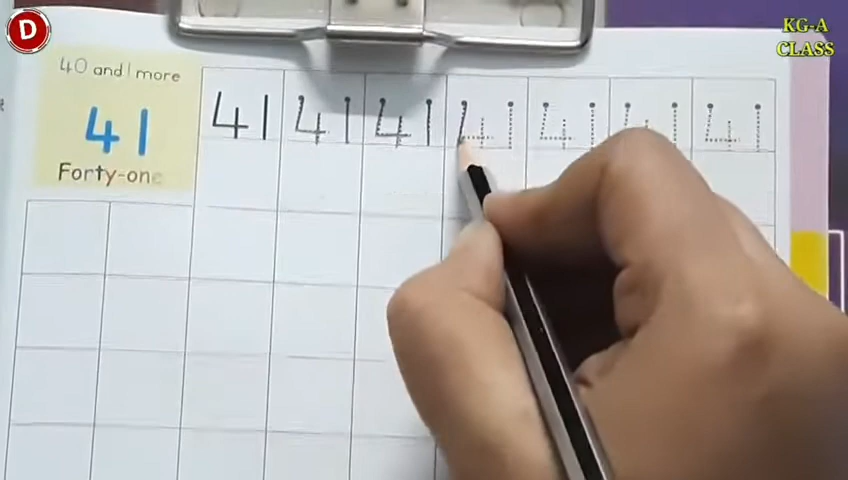 D
KG-A
CLASS
40 and 1 more
41
Forty-one
41 41 41 41 41 41 41